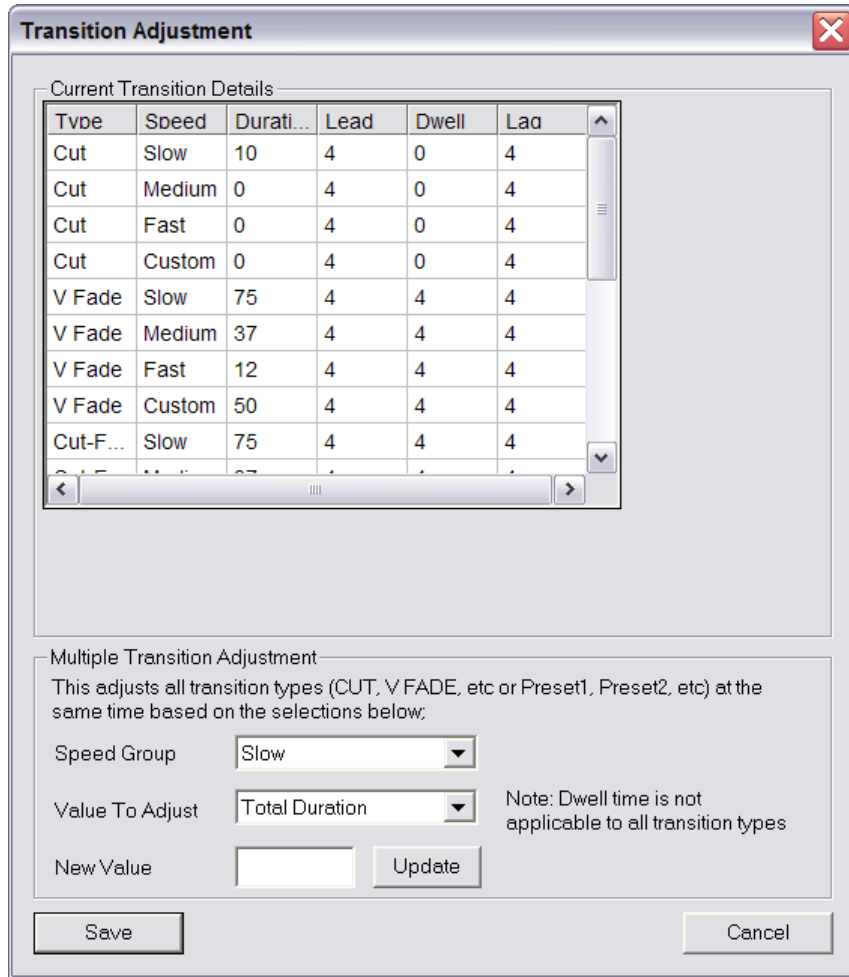 Transition Adjustment
Current Transition Details
Type Speed Durati... Lead Dwell Lag
Cut Slow 10 4 0 4
Cut Medium 0 4 0 4
Cut Fast 0 4 0 4
Cut Custom 0 4 0 4
V Fade Slow 75 4 4 4
V Fade Medium 37 4 4 4
V Fade Fast 12 4 4 4
V Fade Custom 50 4 4 4
Cut-F... Slow 75 4 4 4
Multiple Transition Adjustment
This adjusts all transition types (CUT, V FADE, etc or Preset1, Preset2, etc) at the
same time based on the selections below;
Speed Group Slow
Value To Adjust Total Duration Note: Dwell time is not
applicable to all transition types
New Value Update
Save Cancel